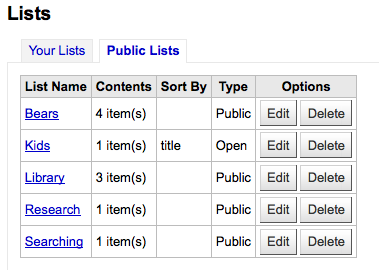 Lists
Your Lists Public Lists
List Name Contents Sort By Type Options
Bears 4 item(s) Public Edit Delete
Kids 1 item(s) title Open Edit Delete
Library 3 item(s) Public Edit Delete
Research 1 item(s) Public Edit Delete
Searching 1 item(s) Public Edit Delete